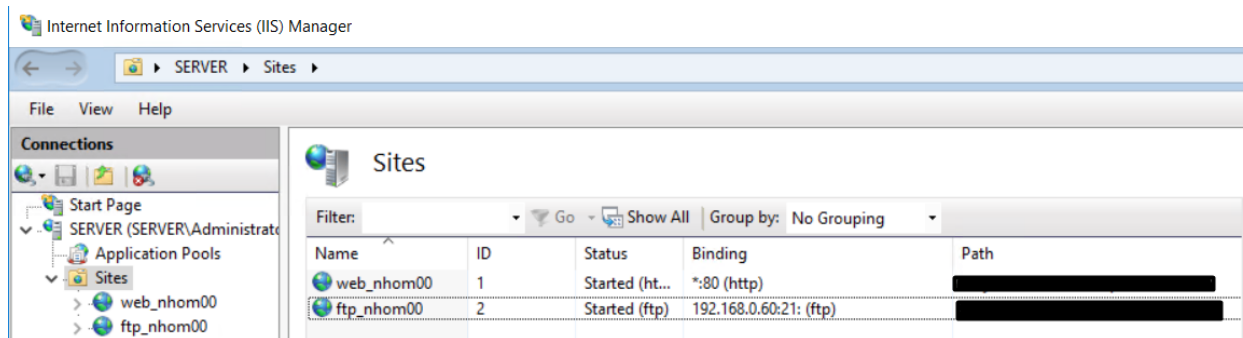 Internet Information Services (IIS) Manager
SERVER Sites
File View Help
Connections
Start Page
SERVER (SERVER\Administrato
Application Pools
Sites
web_nhom00
ftp_nhom00
Sites
Filter: Go Show All Group by: No Grouping
Name ID Status Binding Path
web_nhom00 1 Started (ht... *:80 (http)
ftp_nhom00 2 Started (ftp) 192.168.0.60:21: (ftp)